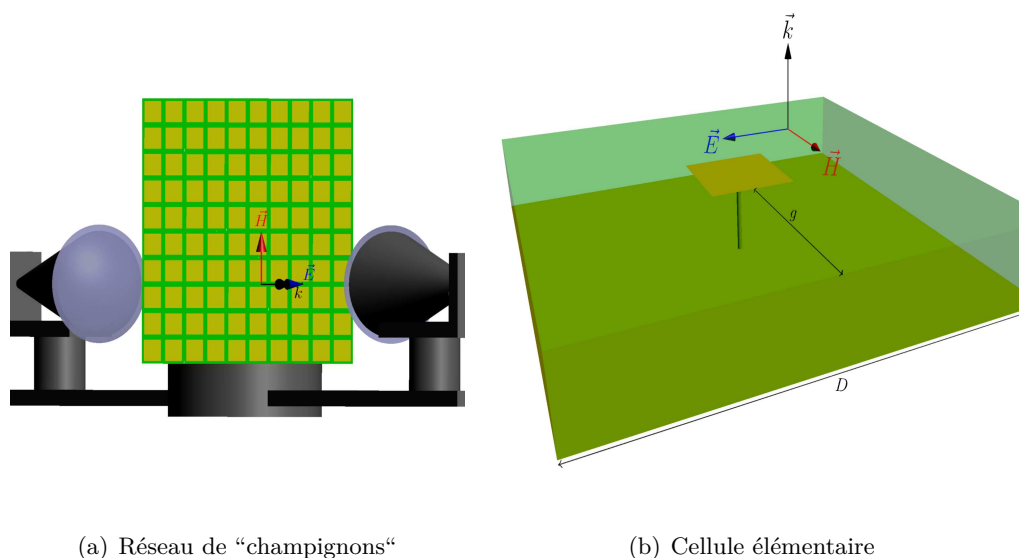 H⃗
E⃗
k
k⃗
E⃗
H⃗
g
D
(a) Réseau de “champignons“
(b) Cellule élémentaire